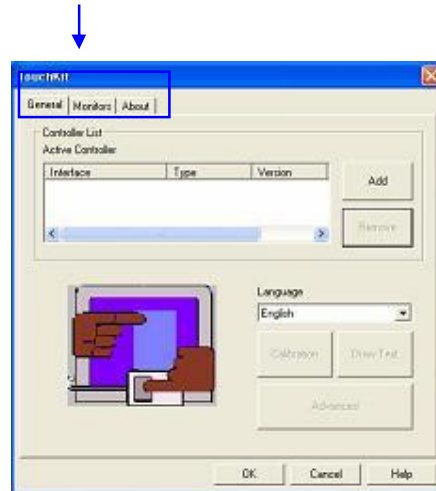 TouchKit
General Monitors About
Controller List
Active Controller
Interface Type Version
Add
Remove
Language
English
Calibration Draw Test
Advanced
OK Cancel Help